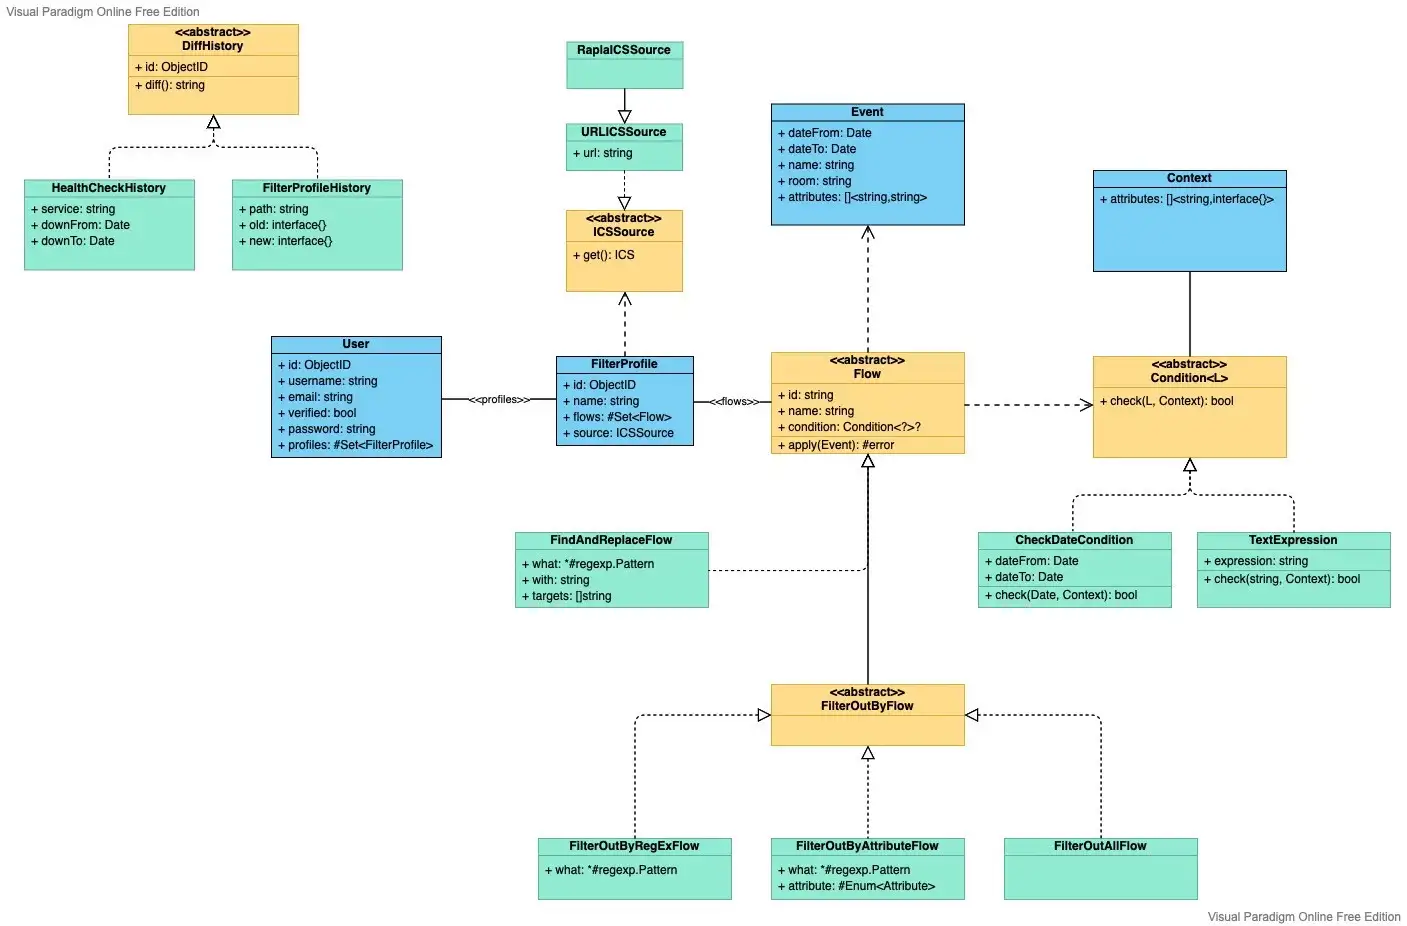 Visual Paradigm Online Free Edition
<<abstract>>
DiffHistory
+ id: ObjectID
+ diff(): string
HealthCheckHistory
+ service: string
+ downFrom: Date
+ downTo: Date
FilterProfileHistory
+ path: string
+ old: interface{}
+ new: interface{}
RaplaICSSource
URLICSSource
+ url: string
<<abstract>>
ICSSource
+ get(): ICS
Event
+ dateFrom: Date
+ dateTo: Date
+ name: string
+ room: string
+ attributes: []<string,string>
Context
+ attributes: []<string,interface{}>
User
+ id: ObjectID
+ username: string
+ email: string
+ verified: bool
+ password: string
+ profiles: #Set<FilterProfile>
<<profiles>>
FilterProfile
+ id: ObjectID
+ name: string
+ flows: #Set<Flow>
+ source: ICSSource
<<flows>>
<<abstract>>
Flow
+ id: string
+ name: string
+ condition: Condition<?>?
+ apply(Event): #error
<<abstract>>
Condition<L>
+ check(L, Context): bool
FindAndReplaceFlow
+ what: *#regexp.Pattern
+ with: string
+ targets: []string
CheckDateCondition
+ dateFrom: Date
+ dateTo: Date
+ check(Date, Context): bool
TextExpression
+ expression: string
+ check(string, Context): bool
<<abstract>>
FilterOutByFlow
FilterOutByRegExFlow
+ what: *#regexp.Pattern
FilterOutByAttributeFlow
+ what: *#regexp.Pattern
+ attribute: #Enum<Attribute>
FilterOutAllFlow
Visual Paradigm Online Free Edition